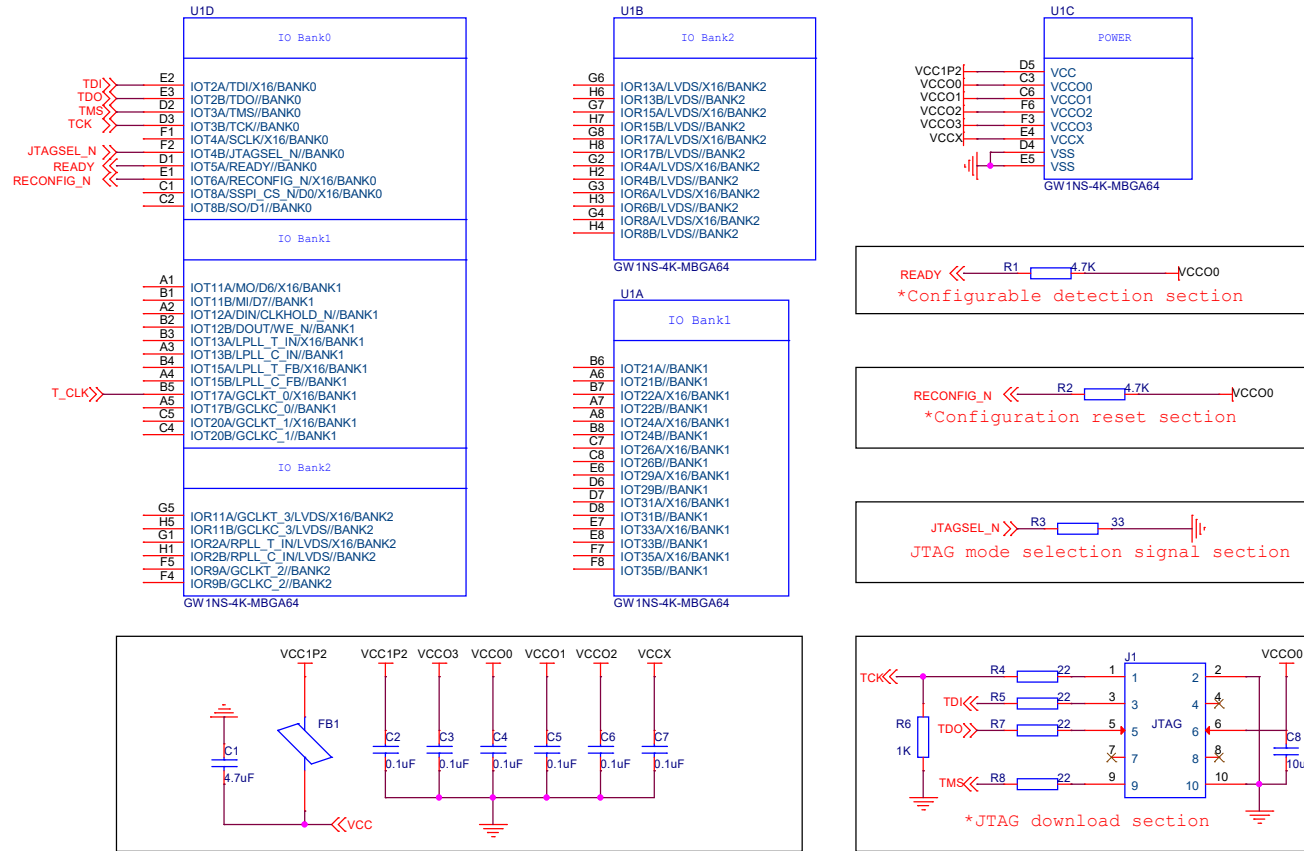 U1D
IO Bank0
TDI E2 IOT2A/TDI/X16/BANK0
TDO E3 IOT2B/TDO//BANK0
TMS D2 IOT3A/TMS//BANK0
TCK D3 IOT3B/TCK//BANK0
F1 IOT4A/SCLK/X16/BANK0
JTAGSEL_N F2 IOT4B/JTAGSEL_N//BANK0
READY D1 IOT5A/READY//BANK0
RECONFIG_N E1 IOT6A/RECONFIG_N/X16/BANK0
C1 IOT8A/SSPI_CS_N/D0/X16/BANK0
C2 IOT8B/SO/D1//BANK0
IO Bank1
A1 IOT11A/MO/D6/X16/BANK1
B1 IOT11B/MI/D7//BANK1
A2 IOT12A/DIN/CLKHOLD_N//BANK1
B2 IOT12B/DOUT/WE_N//BANK1
B3 IOT13A/LPLL_T_IN/X16/BANK1
A3 IOT13B/LPLL_C_IN//BANK1
B4 IOT15A/LPLL_T_FB/X16/BANK1
A4 IOT15B/LPLL_C_FB//BANK1
T_CLK B5 IOT17A/GCLKT_0/X16/BANK1
A5 IOT17B/GCLKC_0//BANK1
C5 IOT20A/GCLKT_1/X16/BANK1
C4 IOT20B/GCLKC_1//BANK1
IO Bank2
G5 IOR11A/GCLKT_3/LVDS/X16/BANK2
H5 IOR11B/GCLKC_3/LVDS//BANK2
G1 IOR2A/RPLL_T_IN/LVDS/X16/BANK2
H1 IOR2B/RPLL_C_IN/LVDS//BANK2
F5 IOR9A/GCLKT_2//BANK2
F4 IOR9B/GCLKC_2//BANK2
GW1NS-4K-MBGA64
U1B
IO Bank2
G6 IOR13A/LVDS/X16/BANK2
H6 IOR13B/LVDS//BANK2
G7 IOR15A/LVDS/X16/BANK2
H7 IOR15B/LVDS//BANK2
G8 IOR17A/LVDS/X16/BANK2
H8 IOR17B/LVDS//BANK2
G2 IOR4A/LVDS/X16/BANK2
H2 IOR4B/LVDS//BANK2
G3 IOR6A/LVDS/X16/BANK2
H3 IOR6B/LVDS//BANK2
G4 IOR8A/LVDS/X16/BANK2
H4 IOR8B/LVDS//BANK2
GW1NS-4K-MBGA64
U1A
IO Bank1
B6 IOT21A//BANK1
A6 IOT21B//BANK1
B7 IOT22A/X16/BANK1
A7 IOT22B//BANK1
A8 IOT24A/X16/BANK1
B8 IOT24B//BANK1
C7 IOT26A/X16/BANK1
C8 IOT26B//BANK1
E6 IOT29A/X16/BANK1
D6 IOT29B//BANK1
D7 IOT31A/X16/BANK1
D8 IOT31B//BANK1
E7 IOT33A/X16/BANK1
E8 IOT33B//BANK1
F7 IOT35A/X16/BANK1
F8 IOT35B//BANK1
GW1NS-4K-MBGA64
U1C
POWER
VCC1P2 D5 VCC
VCCO0 C3 VCCO0
VCCO1 C6 VCCO1
VCCO2 F6 VCCO2
VCCO3 F3 VCCO3
VCCX E4 VCCX
D4 VSS
E5 VSS
GW1NS-4K-MBGA64
READY R1 4.7K VCCO0
*Configurable detection section
RECONFIG_N R2 4.7K VCCO0
*Configuration reset section
JTAGSEL_N R3 33
JTAG mode selection signal section
VCC1P2 VCC1P2 VCCO3 VCCO0 VCCO1 VCCO2 VCCX
FB1
C1 C2 C3 C4 C5 C6 C7
4.7uF 0.1uF 0.1uF 0.1uF 0.1uF 0.1uF 0.1uF
VCC
J1 VCCO0
TCK R4 22 1 1 2 2
TDI R5 22 3 3 4 4
R6 TDO R7 22 5 5 JTAG 6 6 C8
1K 7 7 8 8 10u
TMS R8 22 9 9 10 10
*JTAG download section